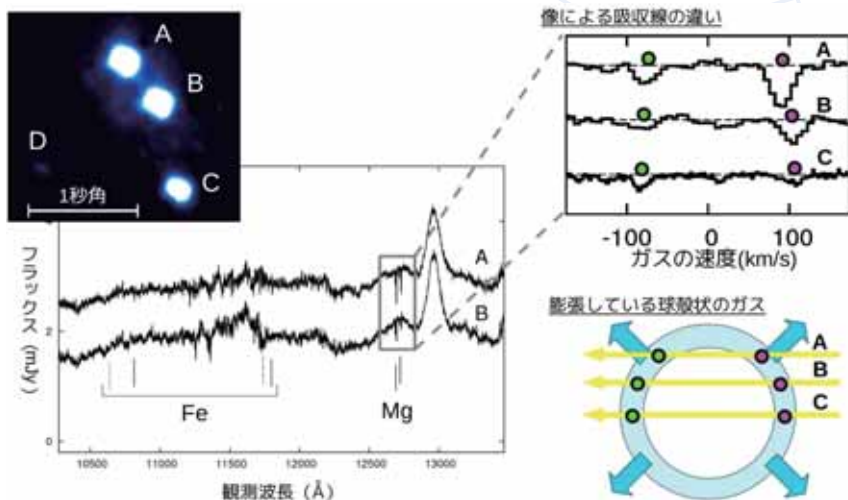 A
B
C
D
1秒角
像による吸収線の違い
A
B
C
-100 0 100
ガスの速度(km/s)
フラックス (mJy)
2
0
A
B
Fe
Mg
10500 11000 11500 12000 12500 13000
観測波長 (Å)
膨張している球殻状のガス
A
B
C